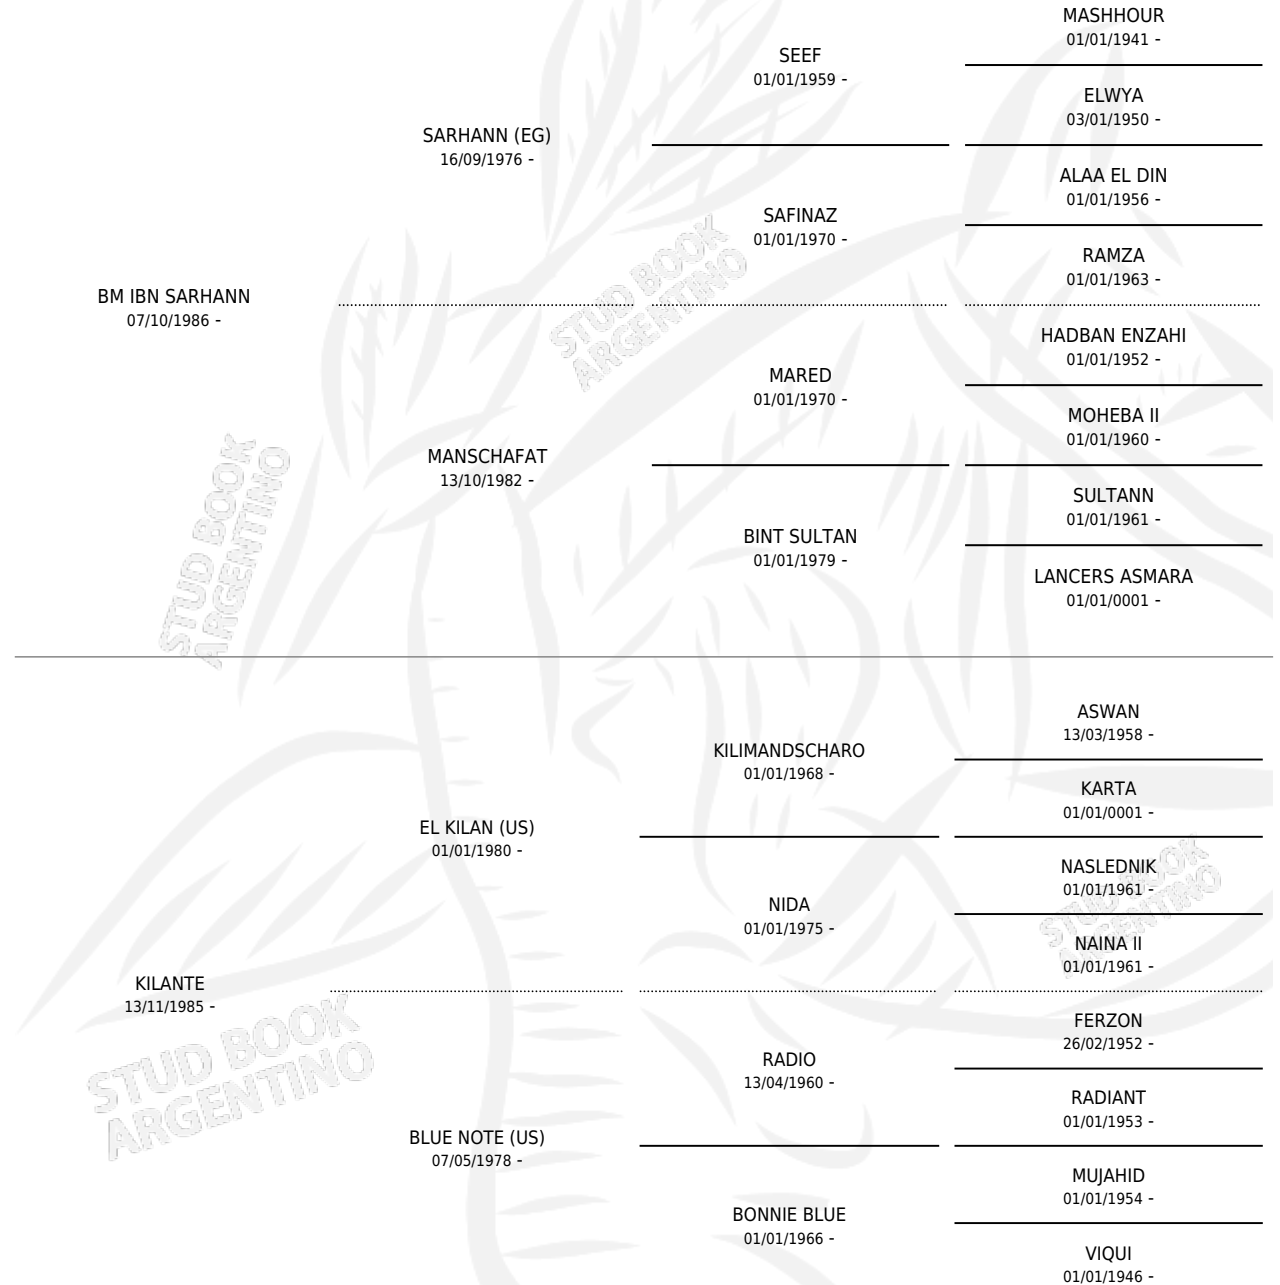 MASHHOUR
01/01/1941 -
SEEF
01/01/1959 -
ELWYA
03/01/1950 -
SARHANN (EG)
16/09/1976 -
ALAA EL DIN
01/01/1956 -
SAFINAZ
01/01/1970 -
RAMZA
01/01/1963 -
BM IBN SARHANN
07/10/1986 -
STUD BOOK
ARGENTINO
HADBAN ENZAHI
01/01/1952 -
MARED
01/01/1970 -
MOHEBA II
01/01/1960 -
MANSCHAFAT
13/10/1982 -
SULTANN
01/01/1961 -
BINT SULTAN
01/01/1979 -
LANCERS ASMARA
01/01/0001 -
STUD BOOK
ARGENTINO
ASWAN
13/03/1958 -
KILIMANDSCHARO
01/01/1968 -
KARTA
01/01/0001 -
EL KILAN (US)
01/01/1980 -
NASLEDNIK
01/01/1961 -
NIDA
01/01/1975 -
NAINA II
01/01/1961 -
STUD BOOK
ARGENTINO
KILANTE
13/11/1985 -
FERZON
26/02/1952 -
RADIO
13/04/1960 -
RADIANT
01/01/1953 -
STUD BOOK
ARGENTINO
BLUE NOTE (US)
07/05/1978 -
MUJAHID
01/01/1954 -
BONNIE BLUE
01/01/1966 -
VIQUI
01/01/1946 -